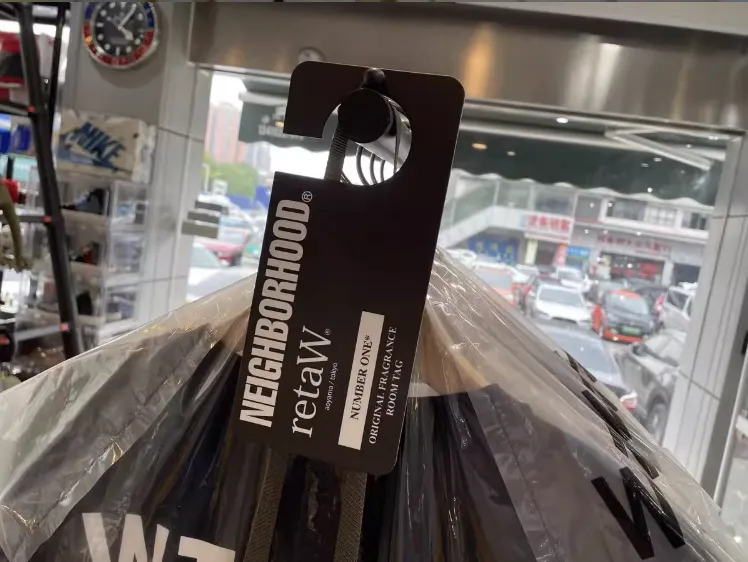 NIKE
NEIGHBORHOOD®
retaW®
aoyama / tokyo
NUMBER ONE*
ORIGINAL FRAGRANCE
ROOM TAG